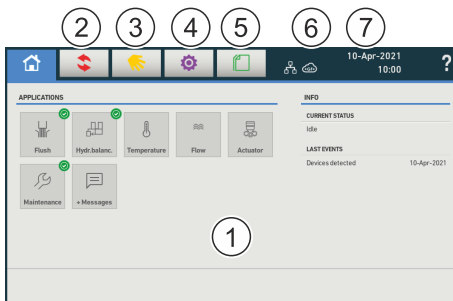 2 3 4 5 6 7
10-Apr-2021
10:00 ?
APPLICATIONS
Flush Hydr.balanc. Temperature Flow Actuator
Maintenance + Messages
INFO
CURRENT STATUS
Idle
LAST EVENTS
Devices detected 10-Apr-2021
1